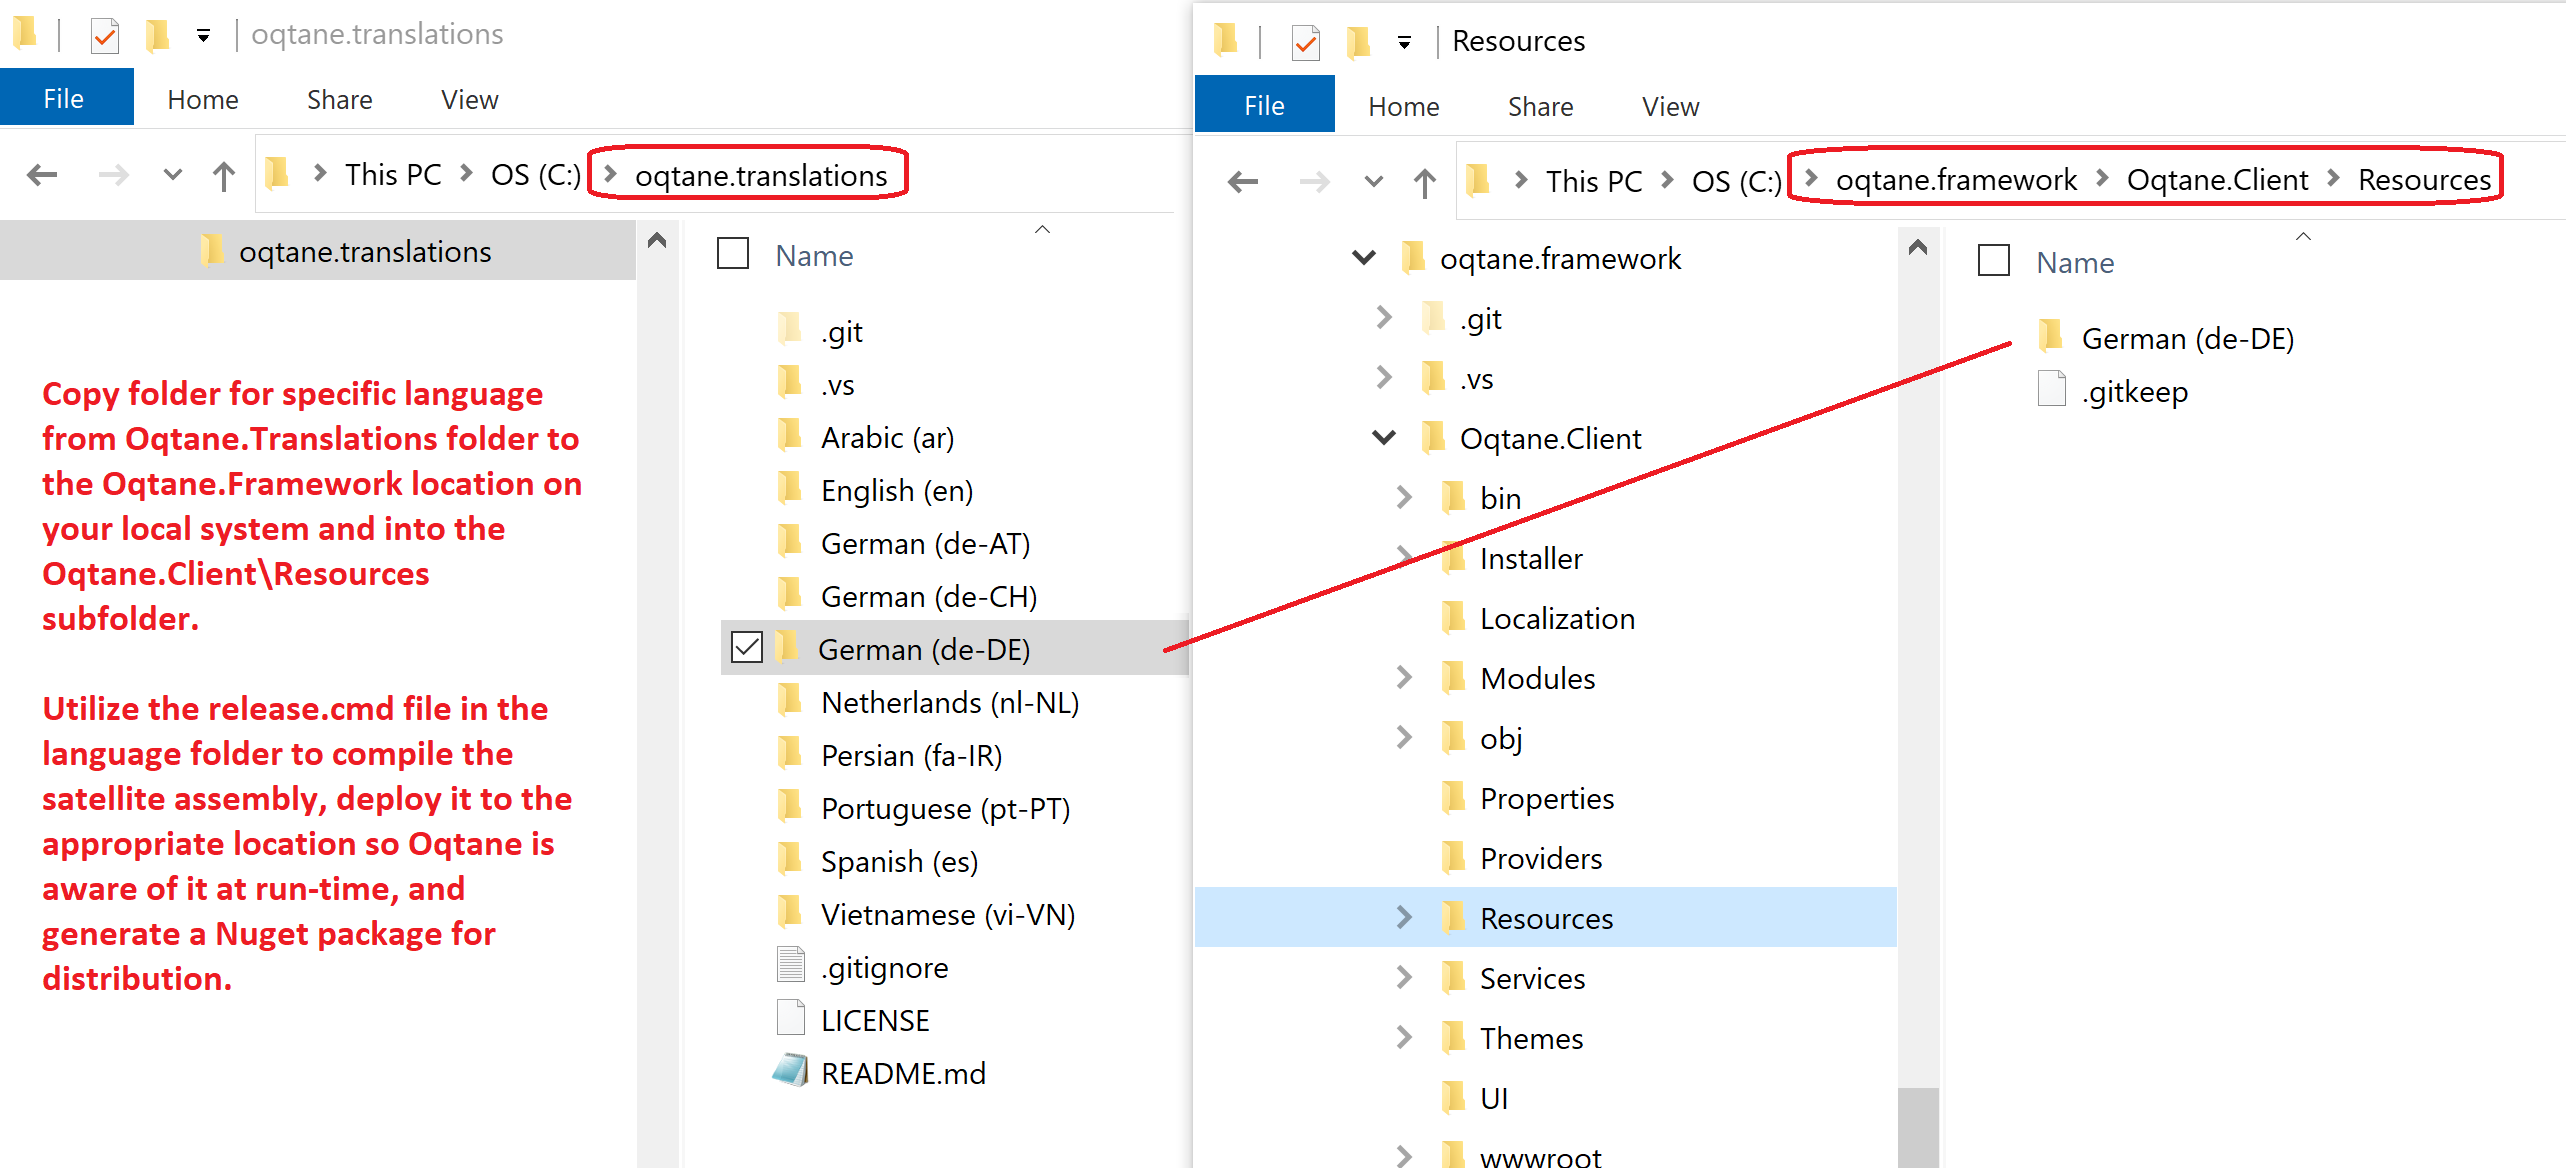 oqtane.translations
File Home Share View
This PC OS (C:) oqtane.translations
oqtane.translations
Copy folder for specific language
from Oqtane.Translations folder to
the Oqtane.Framework location on
your local system and into the
Oqtane.Client\Resources
subfolder.
Utilize the release.cmd file in the
language folder to compile the
satellite assembly, deploy it to the
appropriate location so Oqtane is
aware of it at run-time, and
generate a Nuget package for
distribution.
Name
.git
.vs
Arabic (ar)
English (en)
German (de-AT)
German (de-CH)
German (de-DE)
Netherlands (nl-NL)
Persian (fa-IR)
Portuguese (pt-PT)
Spanish (es)
Vietnamese (vi-VN)
.gitignore
LICENSE
README.md
Resources
File Home Share View
This PC OS (C:) oqtane.framework Oqtane.Client Resources
oqtane.framework
.git
.vs
Oqtane.Client
bin
Installer
Localization
Modules
obj
Properties
Providers
Resources
Services
Themes
UI
wwwroot
Name
German (de-DE)
.gitkeep